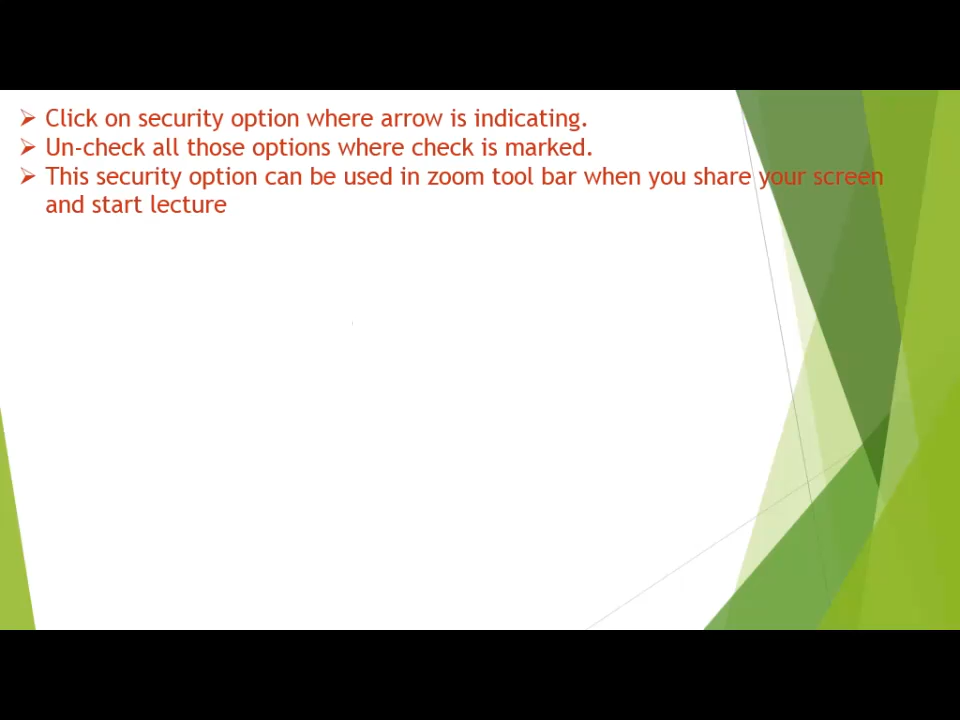 ➢ Click on security option where arrow is indicating.
➢ Un-check all those options where check is marked.
➢ This security option can be used in zoom tool bar when you share your screen
and start lecture